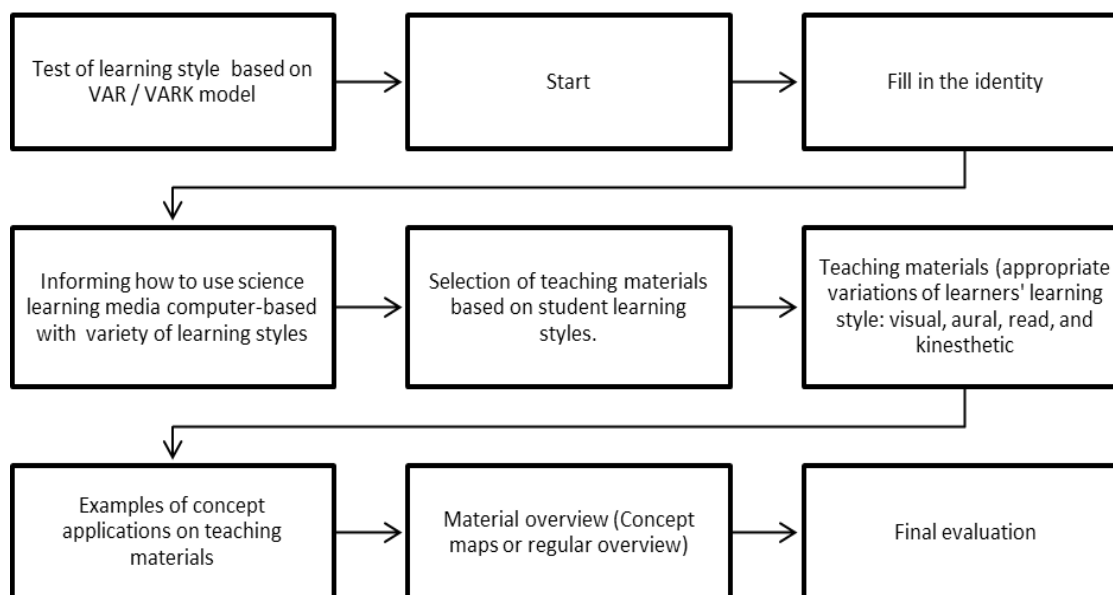 Test of learning style based on
VAR / VARK model
Start
Fill in the identity
Informing how to use science
learning media computer-based
with variety of learning styles
Selection of teaching materials
based on student learning
styles.
Teaching materials (appropriate
variations of learners' learning
style: visual, aural, read, and
kinesthetic
Examples of concept
applications on teaching
materials
Material overview (Concept
maps or regular overview)
Final evaluation